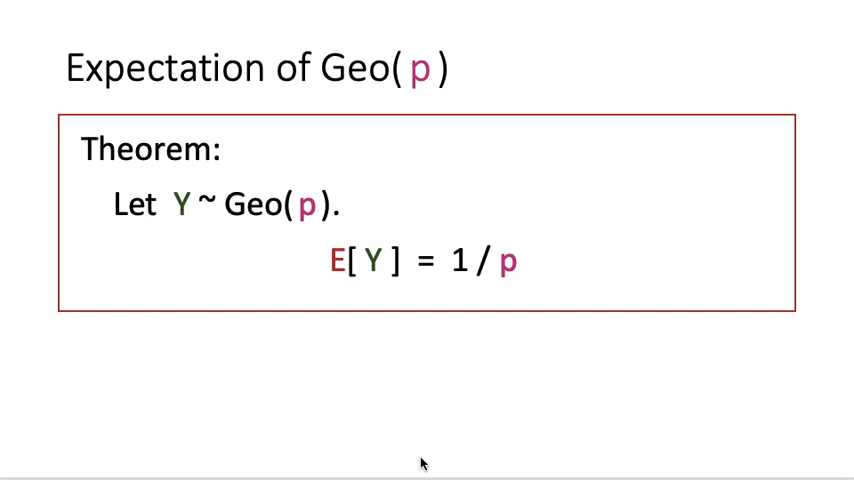 Expectation of Geo( p )
Theorem:
Let Y ~ Geo( p ).
E[ Y ] = 1 / p